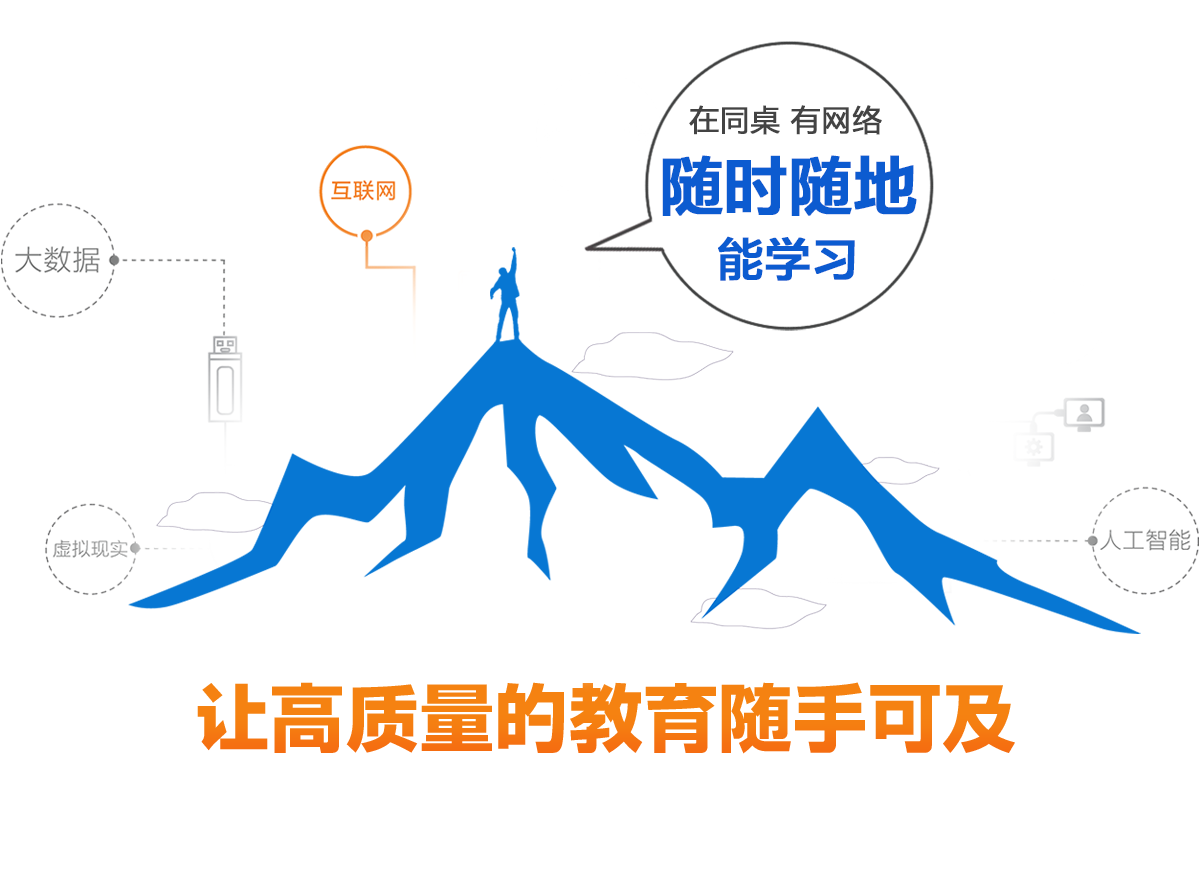 在同桌 有网络
随时随地
能学习
互联网
大数据
虚拟现实
人工智能
让高质量的教育随手可及